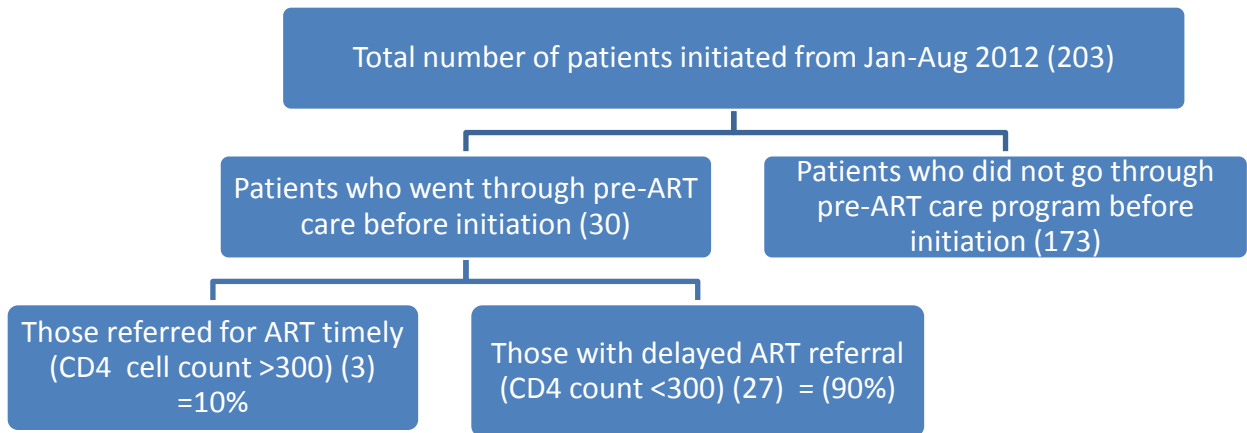 Total number of patients initiated from Jan-Aug 2012 (203)
Patients who went through pre-ART
care before initiation (30)
Patients who did not go through
pre-ART care program before
initiation (173)
Those referred for ART timely
(CD4 cell count >300) (3)
=10%
Those with delayed ART referral
(CD4 count <300) (27) = (90%)